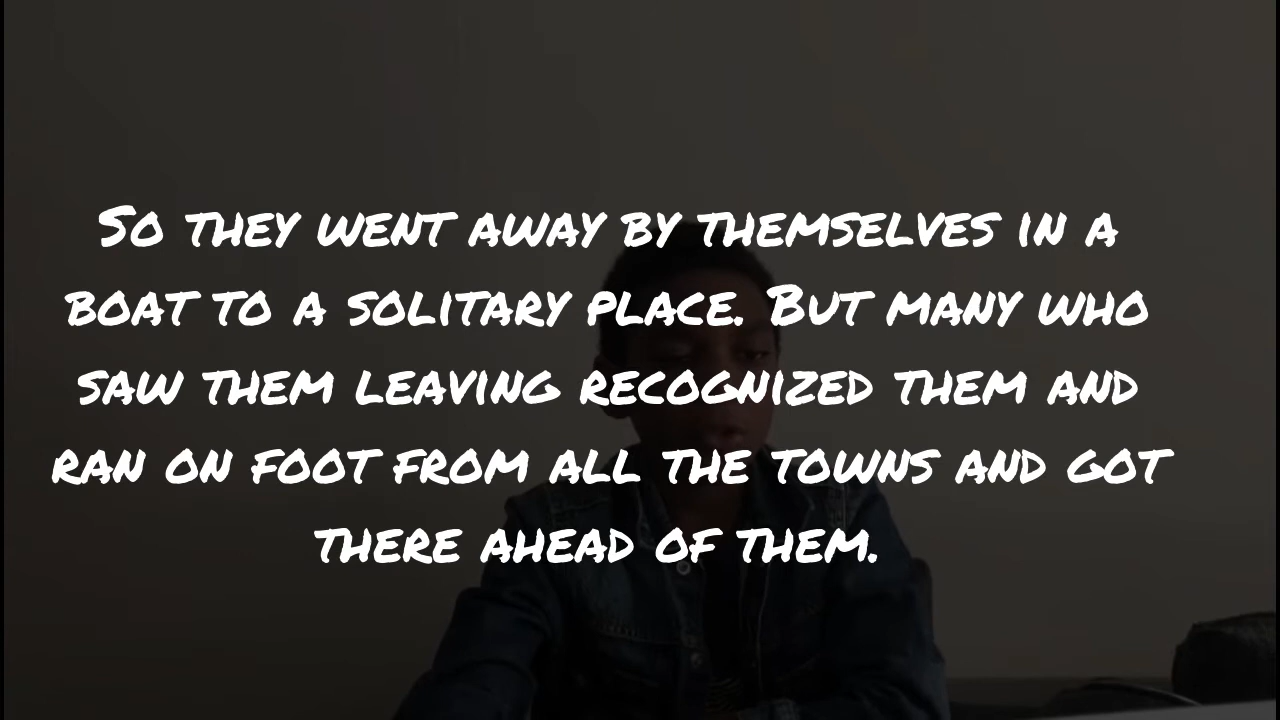 So they went away by themselves in a
boat to a solitary place. But many who
saw them leaving recognized them and
ran on foot from all the towns and got
there ahead of them.